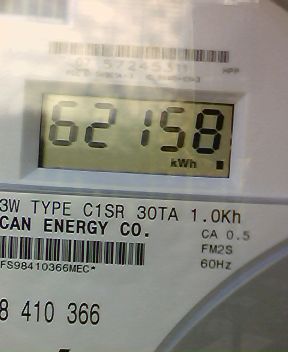 62158
kWh
3W TYPE C1SR 30TA 1.0Kh
CAN ENERGY CO.
CA 0.5
FM2S
60Hz
FS98410366MEC*
8 410 366